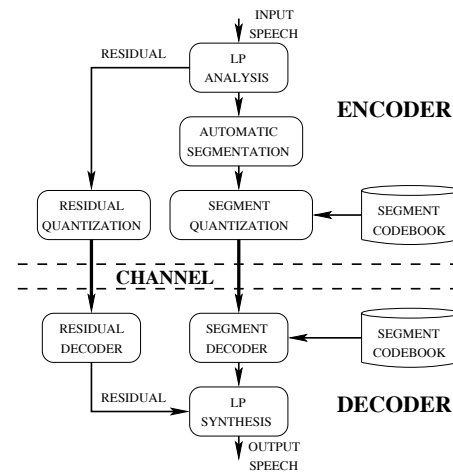 INPUT
SPEECH
RESIDUAL
LP
ANALYSIS
ENCODER
AUTOMATIC
SEGMENTATION
RESIDUAL
QUANTIZATION
SEGMENT
QUANTIZATION
SEGMENT
CODEBOOK
CHANNEL
RESIDUAL
DECODER
SEGMENT
DECODER
SEGMENT
CODEBOOK
RESIDUAL
LP
SYNTHESIS
DECODER
OUTPUT
SPEECH